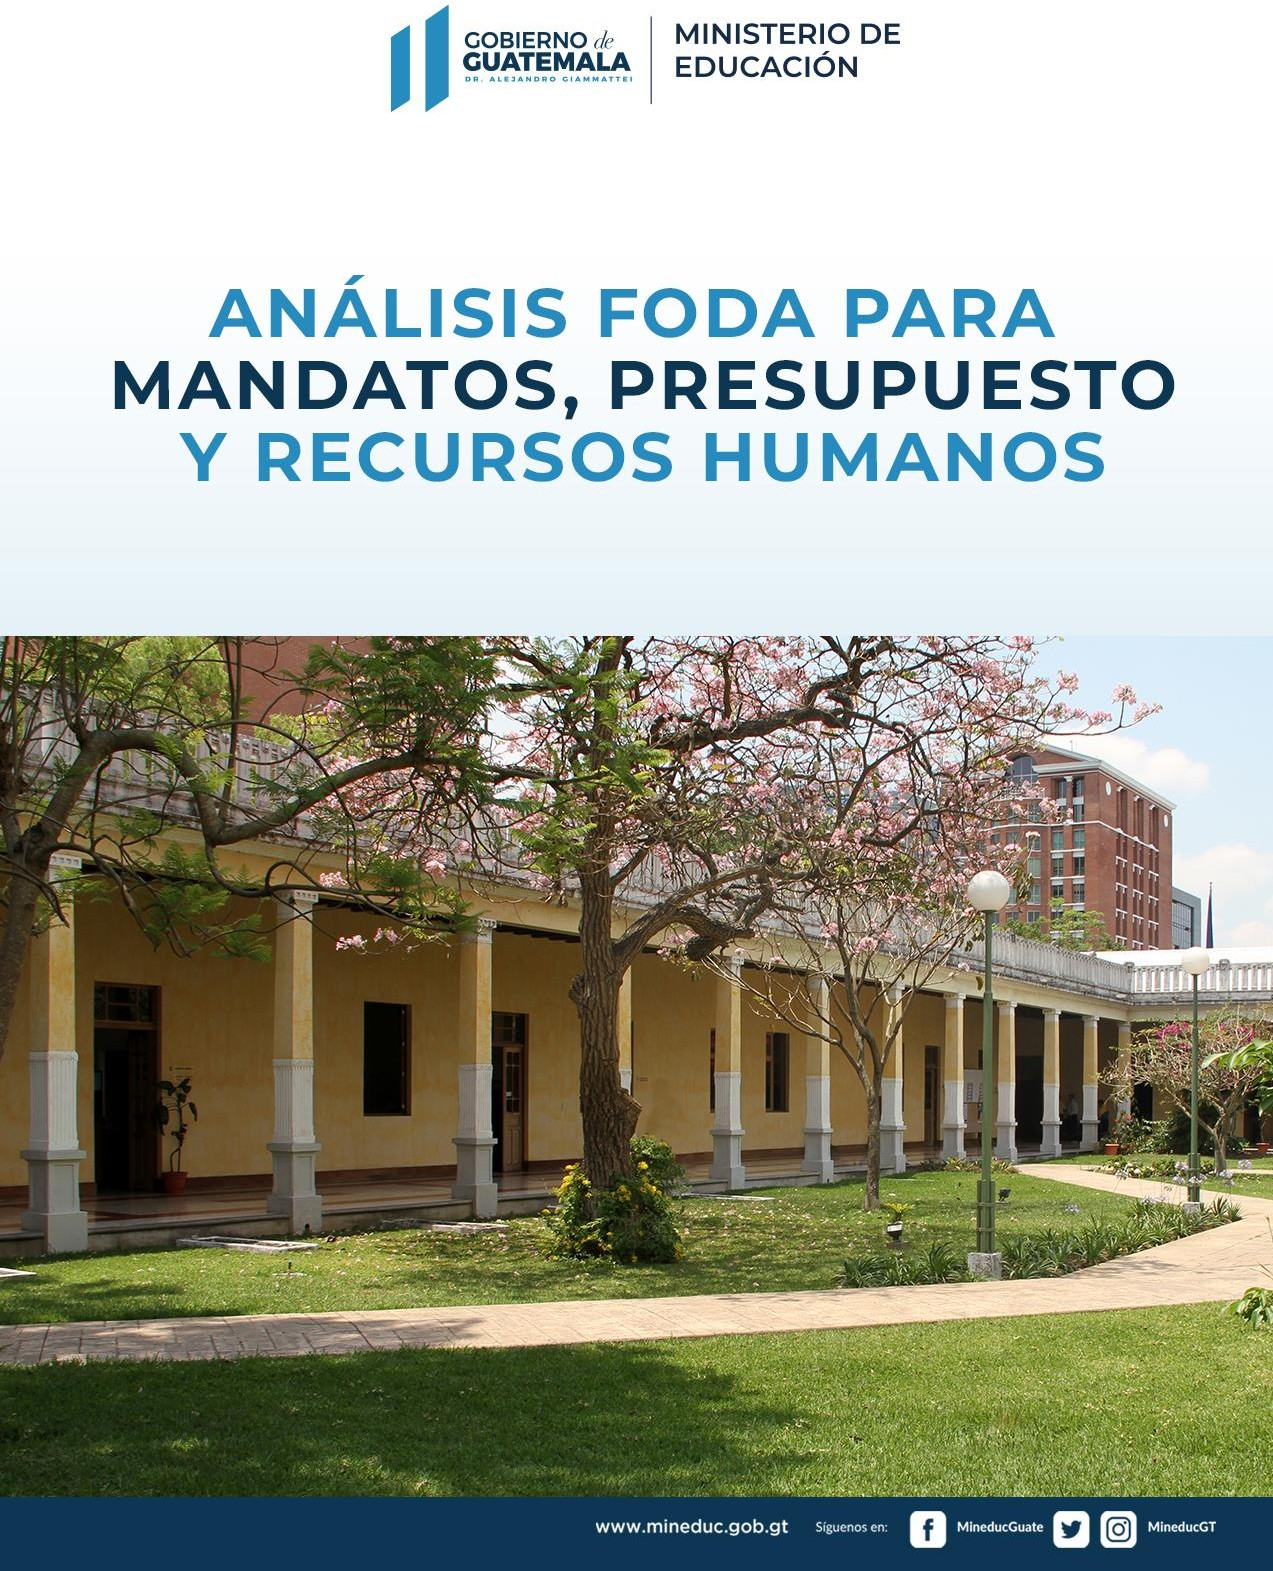 GOBIERNO de
GUATEMALA
DR. ALEJANDRO GIAMMATTEI
MINISTERIO DE
EDUCACIÓN
ANÁLISIS FODA PARA
MANDATOS, PRESUPUESTO
Y RECURSOS HUMANOS
www.mineduc.gob.gt Síguenos en: MineducGuate MineducGT